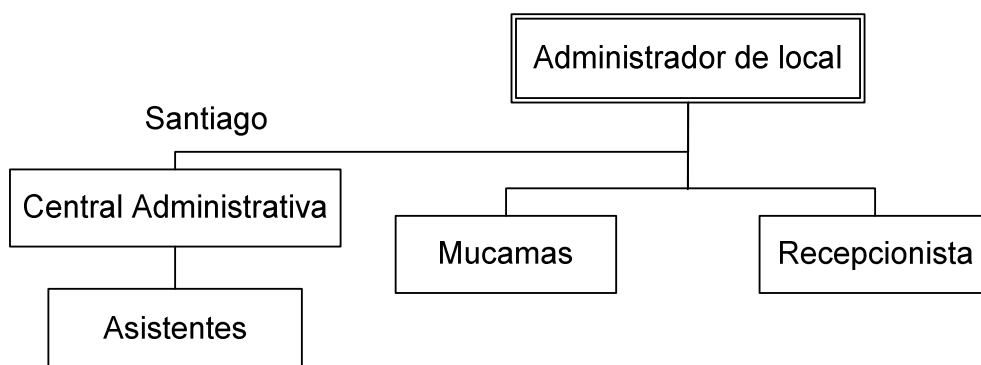 Administrador de local
Santiago
Central Administrativa
Mucamas
Recepcionista
Asistentes